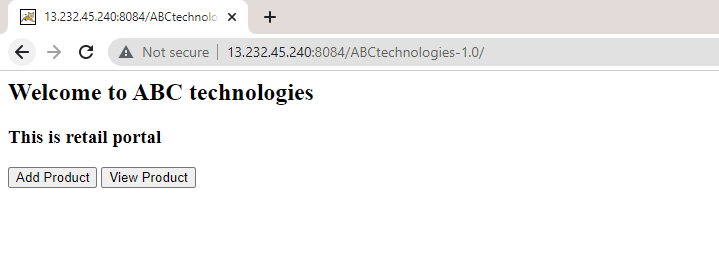 13.232.45.240:8084/ABCtechnolo
Not secure | 13.232.45.240:8084/ABCtechnologies-1.0/
Welcome to ABC technologies
This is retail portal
Add Product View Product